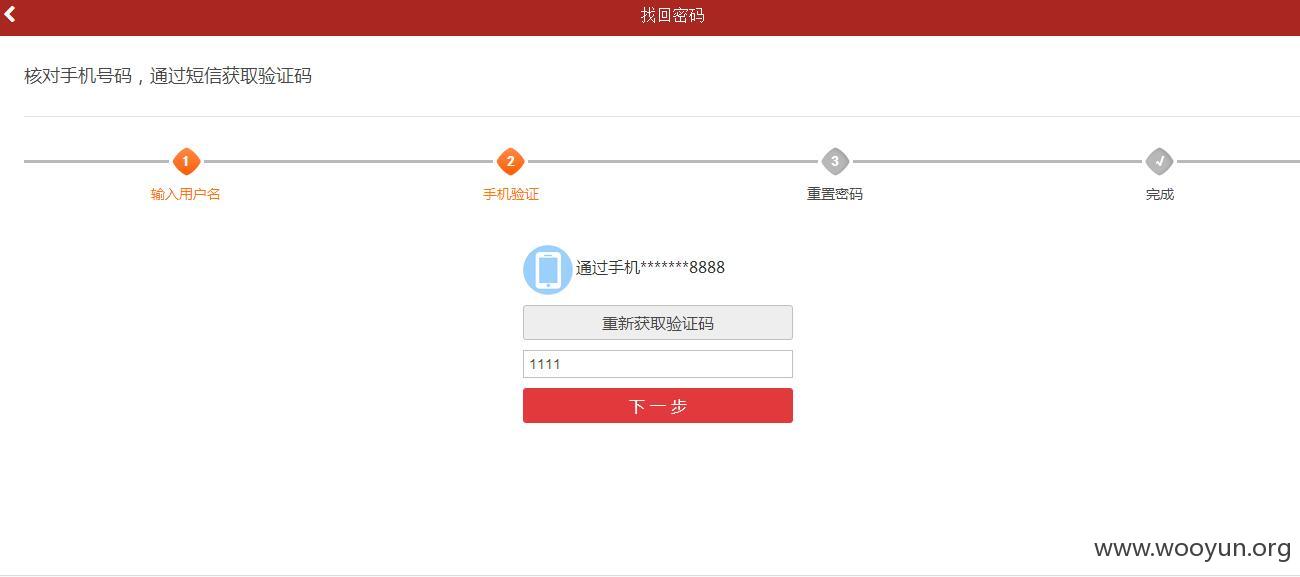 找回密码
核对手机号码，通过短信获取验证码
1 2 3
输入用户名 手机验证 重置密码 完成
通过手机*******8888
重新获取验证码
1111
下一步
www.wooyun.org